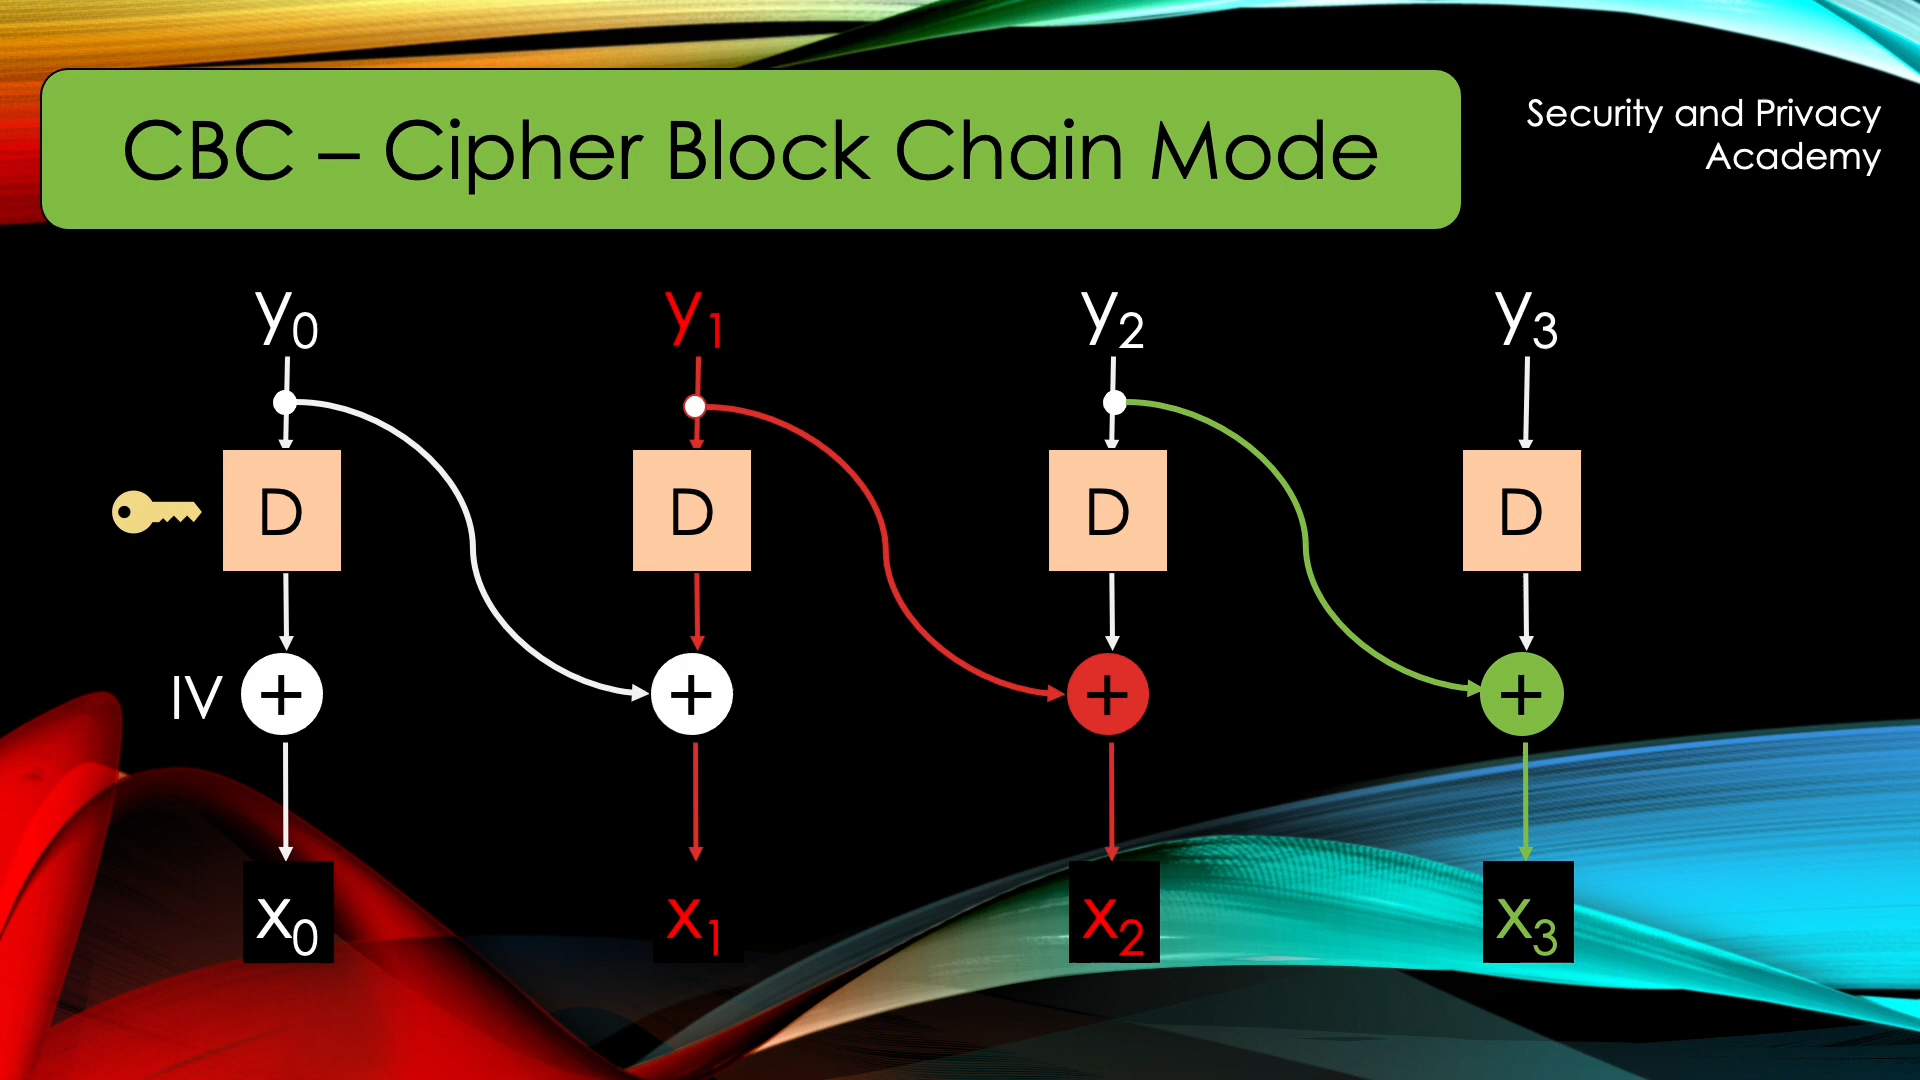 CBC – Cipher Block Chain Mode
Security and Privacy
Academy
y0 y1 y2 y3
D D D D
IV + + + +
x0 x1 x2 x3